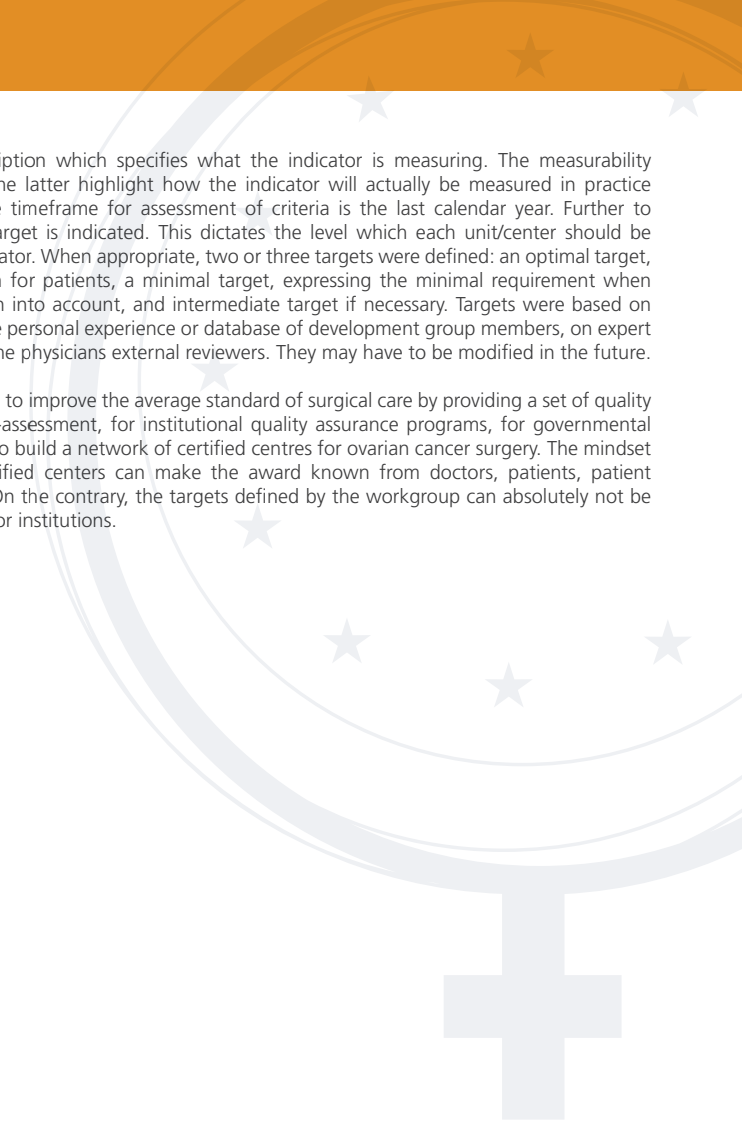 iption which specifies what the indicator is measuring. The measurability
he latter highlight how the indicator will actually be measured in practice
timeframe for assessment of criteria is the last calendar year. Further to
arget is indicated. This dictates the level which each unit/center should be
ator. When appropriate, two or three targets were defined: an optimal target,
for patients, a minimal target, expressing the minimal requirement when
into account, and intermediate target if necessary. Targets were based on
personal experience or database of development group members, on expert
he physicians external reviewers. They may have to be modified in the future.
to improve the average standard of surgical care by providing a set of quality
-assessment, for institutional quality assurance programs, for governmental
o build a network of certified centres for ovarian cancer surgery. The mindset
ified centers can make the award known from doctors, patients, patient
On the contrary, the targets defined by the workgroup can absolutely not be
or institutions.